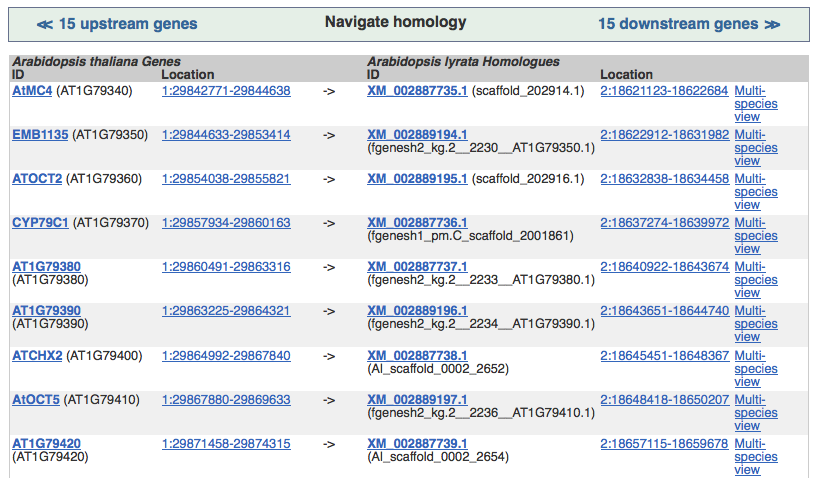 ≪ 15 upstream genes Navigate homology 15 downstream genes ≫
Arabidopsis thaliana Genes Arabidopsis lyrata Homologues
ID Location ID Location
AtMC4 (AT1G79340) 1:29842771-29844638 -> XM_002887735.1 (scaffold_202914.1) 2:18621123-18622684 Multi-
species
view
EMB1135 (AT1G79350) 1:29844633-29853414 -> XM_002889194.1 2:18622912-18631982 Multi-
(fgenesh2_kg.2__2230__AT1G79350.1) species
view
ATOCT2 (AT1G79360) 1:29854038-29855821 -> XM_002889195.1 (scaffold_202916.1) 2:18632838-18634458 Multi-
species
view
CYP79C1 (AT1G79370) 1:29857934-29860163 -> XM_002887736.1 2:18637274-18639972 Multi-
(fgenesh1_pm.C_scaffold_2001861) species
view
AT1G79380 1:29860491-29863316 -> XM_002887737.1 2:18640922-18643674 Multi-
(AT1G79380) (fgenesh2_kg.2__2233__AT1G79380.1) species
view
AT1G79390 1:29863225-29864321 -> XM_002889196.1 2:18643651-18644740 Multi-
(AT1G79390) (fgenesh2_kg.2__2234__AT1G79390.1) species
view
ATCHX2 (AT1G79400) 1:29864992-29867840 -> XM_002887738.1 2:18645451-18648367 Multi-
(Al_scaffold_0002_2652) species
view
AtOCT5 (AT1G79410) 1:29867880-29869633 -> XM_002889197.1 2:18648418-18650207 Multi-
(fgenesh2_kg.2__2236__AT1G79410.1) species
view
AT1G79420 1:29871458-29874315 -> XM_002887739.1 2:18657115-18659678 Multi-
(AT1G79420) (Al_scaffold_0002_2654) species
view